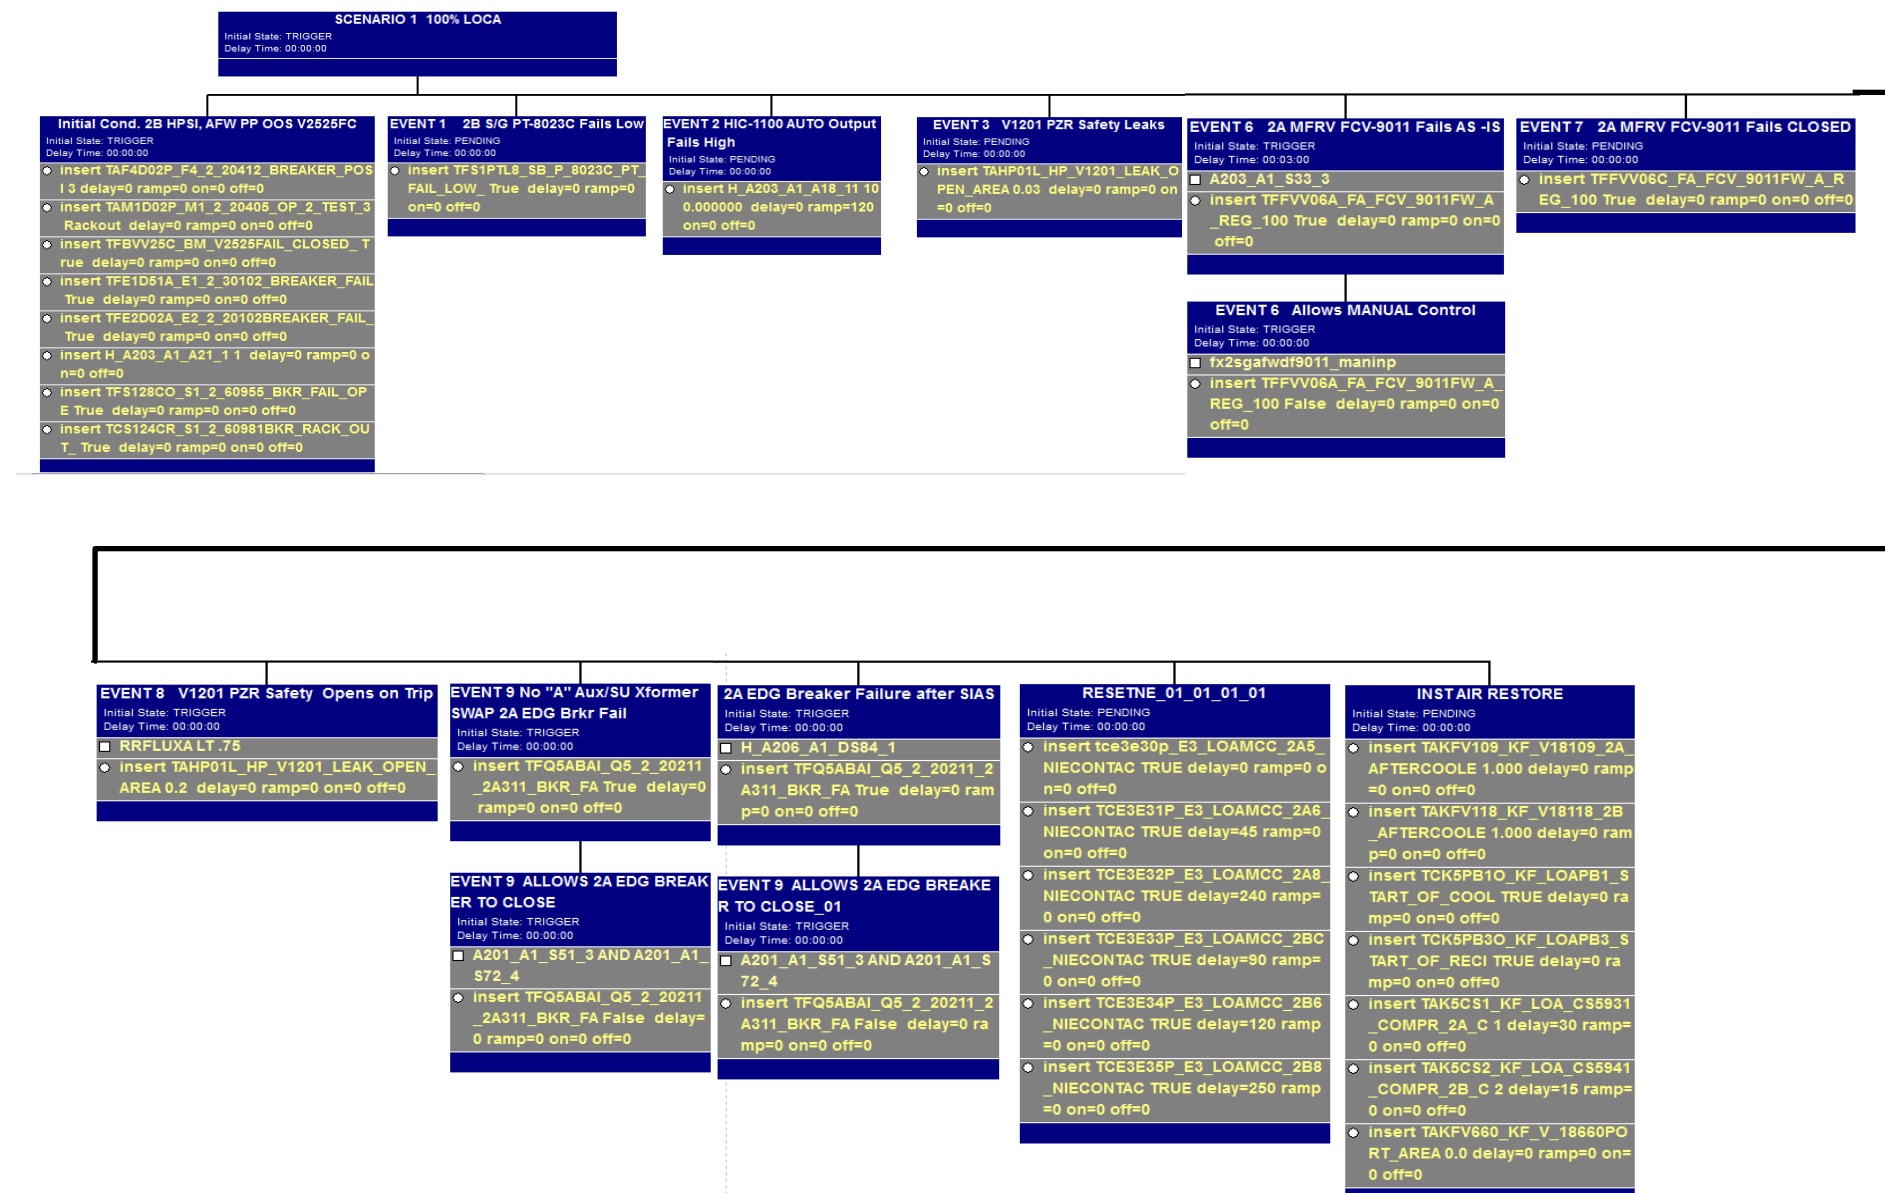 SCENARIO 1  100% LOCA
Initial State: TRIGGER
Delay Time: 00:00:00
Initial Cond. 2B HPSI, AFW PP OOS V2525FC
Initial State: TRIGGER
Delay Time: 00:00:00
insert TAF4D02P_F4_2_20412_BREAKER_POS
I 3 delay=0 ramp=0 on=0 off=0
insert TAM1D02P_M1_2_20405_OP_2_TEST_3
Rackout  delay=0 ramp=0 on=0 off=0
insert TFBVV25C_BM_V2525FAIL_CLOSED_ T
rue  delay=0 ramp=0 on=0 off=0
insert TFE1D51A_E1_2_30102_BREAKER_FAIL
True  delay=0 ramp=0 on=0 off=0
insert TFE2D02A_E2_2_20102BREAKER_FAIL_
True  delay=0 ramp=0 on=0 off=0
insert H_A203_A1_A21_1 1  delay=0 ramp=0 o
n=0 off=0
insert TFS128CO_S1_2_60955_BKR_FAIL_OP
E True  delay=0 ramp=0 on=0 off=0
insert TCS124CR_S1_2_60981BKR_RACK_OU
T_ True  delay=0 ramp=0 on=0 off=0
EVENT 1    2B S/G PT-8023C Fails Low
Initial State: PENDING
Delay Time: 00:00:00
insert TFS1PTL8_SB_P_8023C_PT_
FAIL_LOW_ True  delay=0 ramp=0
on=0 off=0
EVENT 2 HIC-1100 AUTO Output
Fails High
Initial State: PENDING
Delay Time: 00:00:00
insert H_A203_A1_A18_11 10
0.000000  delay=0 ramp=120
on=0 off=0
EVENT 3   V1201 PZR Safety Leaks
Initial State: PENDING
Delay Time: 00:00:00
insert TAHP01L_HP_V1201_LEAK_O
PEN_AREA 0.03  delay=0 ramp=0 on
=0 off=0
EVENT 6   2A MFRV FCV-9011 Fails AS -IS
Initial State: TRIGGER
Delay Time: 00:03:00
A203_A1_S33_3
insert TFFVV06A_FA_FCV_9011FW_A
_REG_100 True  delay=0 ramp=0 on=0
off=0
EVENT 6   Allows MANUAL Control
Initial State: TRIGGER
Delay Time: 00:00:00
fx2sgafwdf9011_maninp
insert TFFVV06A_FA_FCV_9011FW_A_
REG_100 False  delay=0 ramp=0 on=0
off=0
EVENT 7   2A MFRV FCV-9011 Fails CLOSED
Initial State: PENDING
Delay Time: 00:00:00
insert TFFVV06C_FA_FCV_9011FW_A_R
EG_100 True  delay=0 ramp=0 on=0 off=0
EVENT 8   V1201 PZR Safety  Opens on Trip
Initial State: TRIGGER
Delay Time: 00:00:00
RRFLUXA LT .75
insert TAHP01L_HP_V1201_LEAK_OPEN_
AREA 0.2  delay=0 ramp=0 on=0 off=0
EVENT 9 No "A" Aux/SU Xformer
SWAP 2A EDG Brkr Fail
Initial State: TRIGGER
Delay Time: 00:00:00
insert TFQ5ABAI_Q5_2_20211
_2A311_BKR_FA True  delay=0
ramp=0 on=0 off=0
EVENT 9  ALLOWS 2A EDG BREAK
ER TO CLOSE
Initial State: TRIGGER
Delay Time: 00:00:00
A201_A1_S51_3 AND A201_A1_
S72_4
insert TFQ5ABAI_Q5_2_20211
_2A311_BKR_FA False  delay=
0 ramp=0 on=0 off=0
2A EDG Breaker Failure after SIAS
Initial State: TRIGGER
Delay Time: 00:00:00
H_A206_A1_DS84_1
insert TFQ5ABAI_Q5_2_20211_2
A311_BKR_FA True  delay=0 ram
p=0 on=0 off=0
EVENT 9  ALLOWS 2A EDG BREAKE
R TO CLOSE_01
Initial State: TRIGGER
Delay Time: 00:00:00
A201_A1_S51_3 AND A201_A1_S
72_4
insert TFQ5ABAI_Q5_2_20211_2
A311_BKR_FA False  delay=0 ra
mp=0 on=0 off=0
RESETNE_01_01_01_01
Initial State: PENDING
Delay Time: 00:00:00
insert tce3e30p_E3_LOAMCC_2A5_
NIECONTAC TRUE delay=0 ramp=0 o
n=0 off=0
insert TCE3E31P_E3_LOAMCC_2A6_
NIECONTAC TRUE delay=45 ramp=0
on=0 off=0
insert TCE3E32P_E3_LOAMCC_2A8_
NIECONTAC TRUE delay=240 ramp=
0 on=0 off=0
insert TCE3E33P_E3_LOAMCC_2BC
_NIECONTAC TRUE delay=90 ramp=
0 on=0 off=0
insert TCE3E34P_E3_LOAMCC_2B6
_NIECONTAC TRUE delay=120 ramp
=0 on=0 off=0
insert TCE3E35P_E3_LOAMCC_2B8
_NIECONTAC TRUE delay=250 ramp
=0 on=0 off=0
INST AIR RESTORE
Initial State: PENDING
Delay Time: 00:00:00
insert TAKFV109_KF_V18109_2A_
AFTERCOOLE 1.000 delay=0 ramp
=0 on=0 off=0
insert TAKFV118_KF_V18118_2B
_AFTERCOOLE 1.000 delay=0 ram
p=0 on=0 off=0
insert TCK5PB1O_KF_LOAPB1_S
TART_OF_COOL TRUE delay=0 ra
mp=0 on=0 off=0
insert TCK5PB3O_KF_LOAPB3_S
TART_OF_RECI TRUE delay=0 ra
mp=0 on=0 off=0
insert TAK5CS1_KF_LOA_CS5931
_COMPR_2A_C 1 delay=30 ramp=
0 on=0 off=0
insert TAK5CS2_KF_LOA_CS5941
_COMPR_2B_C 2 delay=15 ramp=
0 on=0 off=0
insert TAKFV660_KF_V_18660PO
RT_AREA 0.0 delay=0 ramp=0 on=
0 off=0